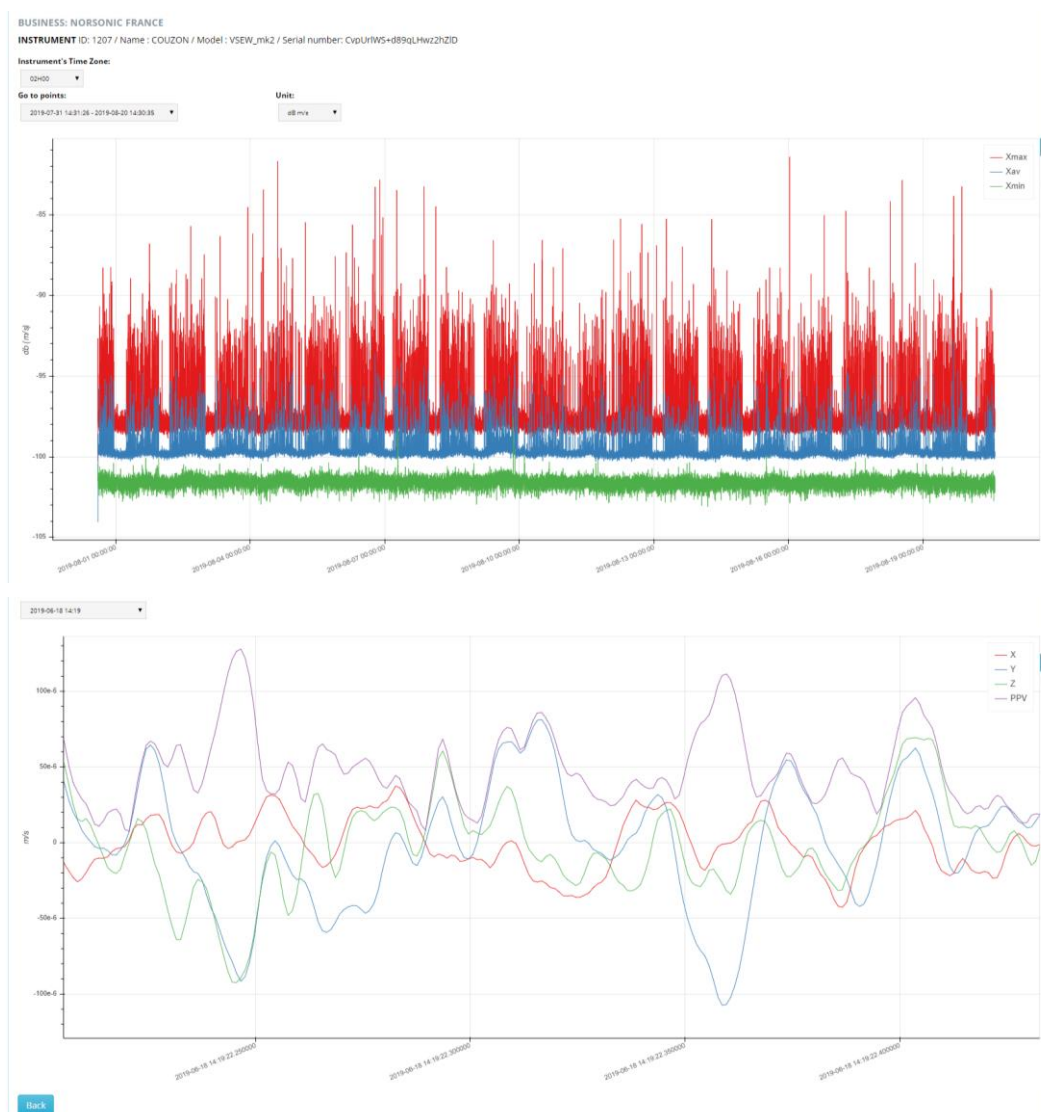 BUSINESS: NORSONIC FRANCE
INSTRUMENT ID: 1207 / Name : COUZON / Model : VSEW_mk2 / Serial number: CvpUrlWS+d89qLHwz2hZlD
Instrument's Time Zone:
02H00
Go to points: Unit:
2019-07-31 14:31:26 - 2019-08-20 14:30:35 dB m/s
Xmax
Xav
Xmin
-85
-90
db (m/s)
-95
-100
-105
2019-08-01 00:00:00 2019-08-04 00:00:00 2019-08-07 00:00:00 2019-08-10 00:00:00 2019-08-13 00:00:00 2019-08-16 00:00:00 2019-08-19 00:00:00
2019-06-18 14:19
X
Y
Z
PPV
100e-6
50e-6
m/s
0
-50e-6
-100e-6
2019-06-18 14:19:22.250000 2019-06-18 14:19:22.300000 2019-06-18 14:19:22.350000 2019-06-18 14:19:22.400000
Back